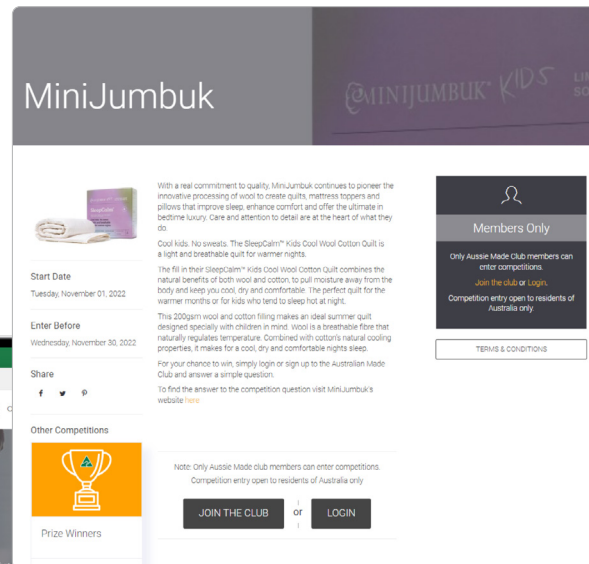 MiniJumbuk
MINIJUMBUK™ KIDS
With a real commitment to quality, MiniJumbuk continues to pioneer the
innovative processing of wool to create quilts, mattress toppers and
pillows that improve sleep, enhance comfort and offer the ultimate in
bedtime luxury. Care and attention to detail are at the heart of what they
do.
Cool kids. No sweats. The SleepCalm™ Kids Cool Wool Cotton Quilt is
a light and breathable quilt for warmer nights.
The fill in their SleepCalm™ Kids Cool Wool Cotton Quilt combines the
natural benefits of both wool and cotton, to pull moisture away from the
body and keep you cool, dry and comfortable. The perfect quilt for the
warmer months or for kids who tend to sleep hot at night.
This 200gsm wool and cotton filling makes an ideal summer quilt
designed specially with children in mind. Wool is a breathable fibre that
naturally regulates temperature. Combined with cotton's natural cooling
properties, it makes for a cool, dry and comfortable nights sleep.
For your chance to win, simply login or sign up to the Australian Made
Club and answer a simple question.
To find the answer to the competition question visit MiniJumbuk's
website here
Start Date
Tuesday, November 01, 2022
Enter Before
Wednesday, November 30, 2022
Share
Other Competitions
Prize Winners
Note: Only Aussie Made club members can enter competitions.
Competition entry open to residents of Australia only
JOIN THE CLUB or LOGIN
Members Only
Only Aussie Made Club members can
enter competitions.
Join the club or Login.
Competition entry open to residents of
Australia only.
TERMS & CONDITIONS